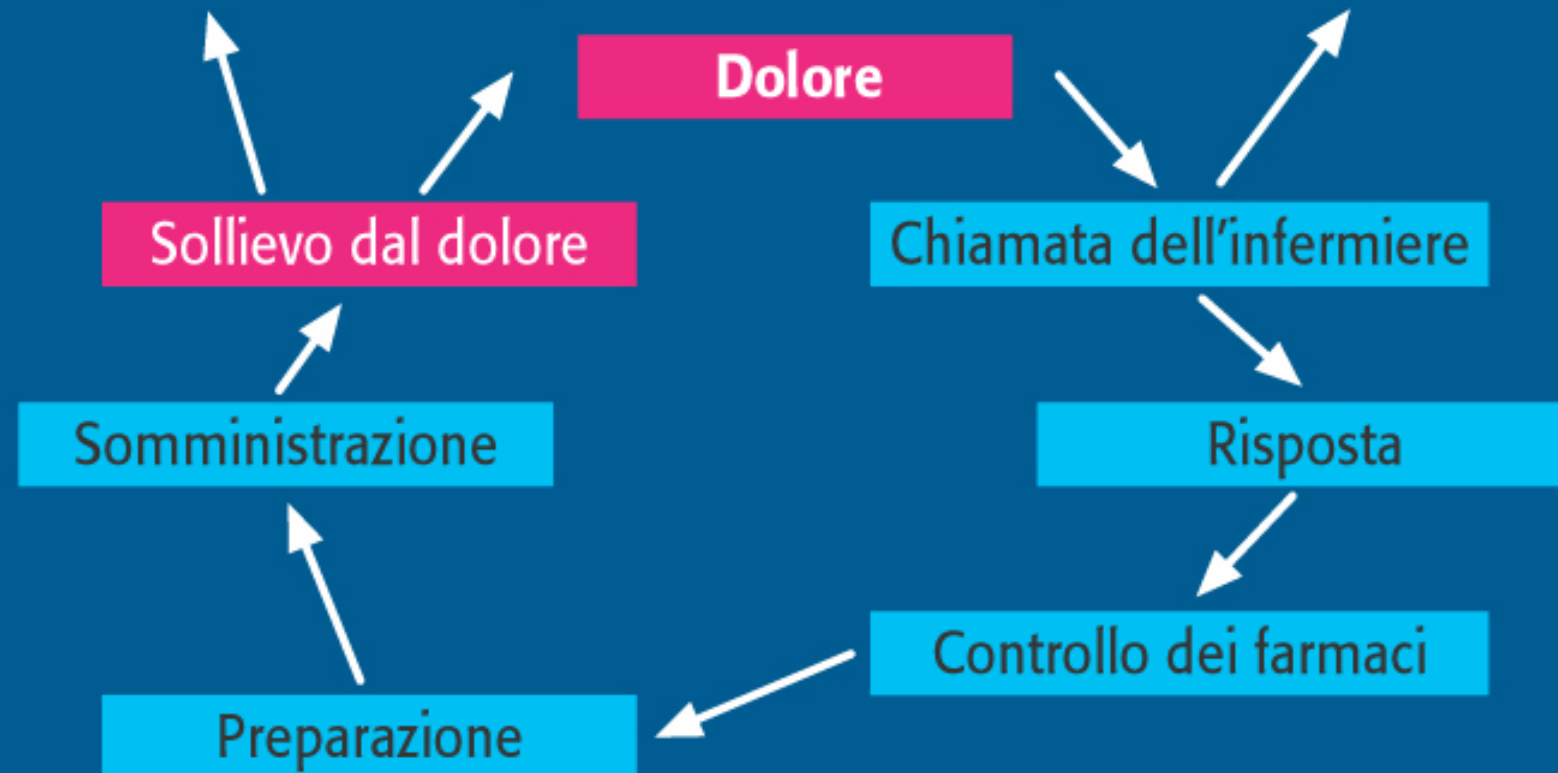 Dolore
Sollievo dal dolore
Chiamata dell'infermiere
Somministrazione
Risposta
Controllo dei farmaci
Preparazione